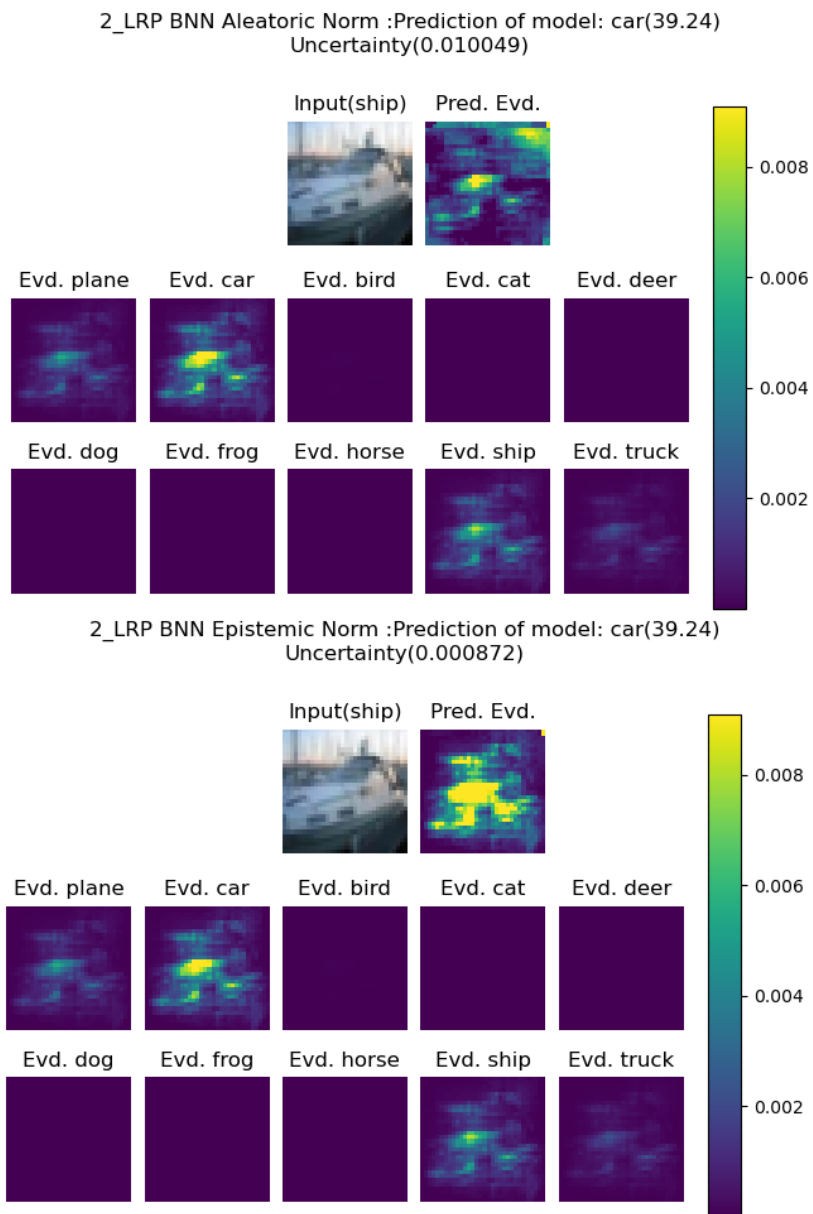 2_LRP BNN Aleatoric Norm :Prediction of model: car(39.24)
Uncertainty(0.010049)
Input(ship) Pred. Evd.
0.008
0.006
0.004
0.002
Evd. plane Evd. car Evd. bird Evd. cat Evd. deer
Evd. dog Evd. frog Evd. horse Evd. ship Evd. truck
2_LRP BNN Epistemic Norm :Prediction of model: car(39.24)
Uncertainty(0.000872)
Input(ship) Pred. Evd.
0.008
0.006
0.004
0.002
Evd. plane Evd. car Evd. bird Evd. cat Evd. deer
Evd. dog Evd. frog Evd. horse Evd. ship Evd. truck